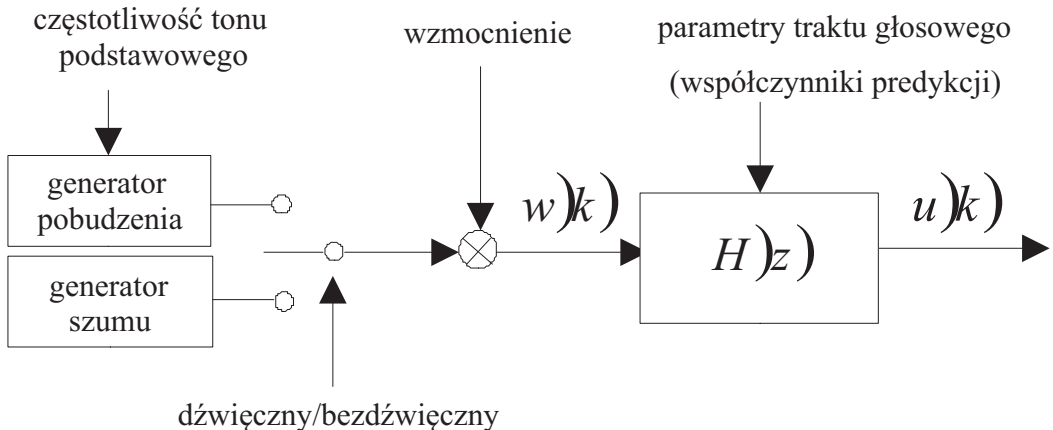 częstotliwość tonu
podstawowego
wzmocnienie
parametry traktu głosowego
(współczynniki predykcji)
generator
pobudzenia
w)k)
H)z)
u)k)
generator
szumu
dźwięczny/bezdźwięczny